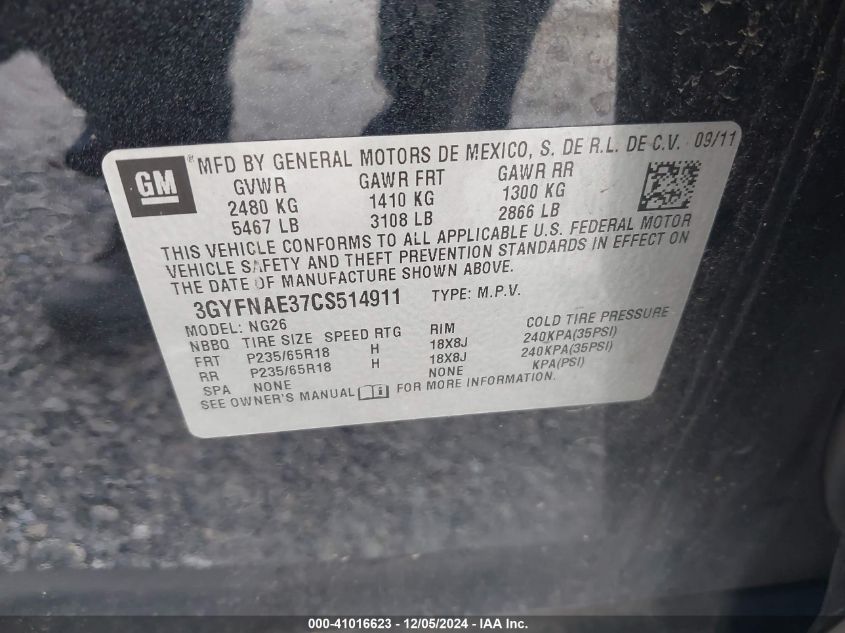 GM
® MFD BY GENERAL MOTORS DE MEXICO, S. DE R.L. DE C.V. 09/11
GVWR GAWR FRT GAWR RR
2480 KG 1410 KG 1300 KG
5467 LB 3108 LB 2866 LB
THIS VEHICLE CONFORMS TO ALL APPLICABLE U.S. FEDERAL MOTOR
VEHICLE SAFETY AND THEFT PREVENTION STANDARDS IN EFFECT ON
THE DATE OF MANUFACTURE SHOWN ABOVE.
3GYFNAE37CS514911 TYPE: M.P.V.
MODEL: NG26
NBBQ TIRE SIZE SPEED RTG RIM COLD TIRE PRESSURE
FRT P235/65R18 H 18X8J 240KPA(35PSI)
RR P235/65R18 H 18X8J 240KPA(35PSI)
SPA NONE NONE KPA(PSI)
SEE OWNER'S MANUAL FOR MORE INFORMATION.
000-41016623 - 12/05/2024 - IAA Inc.